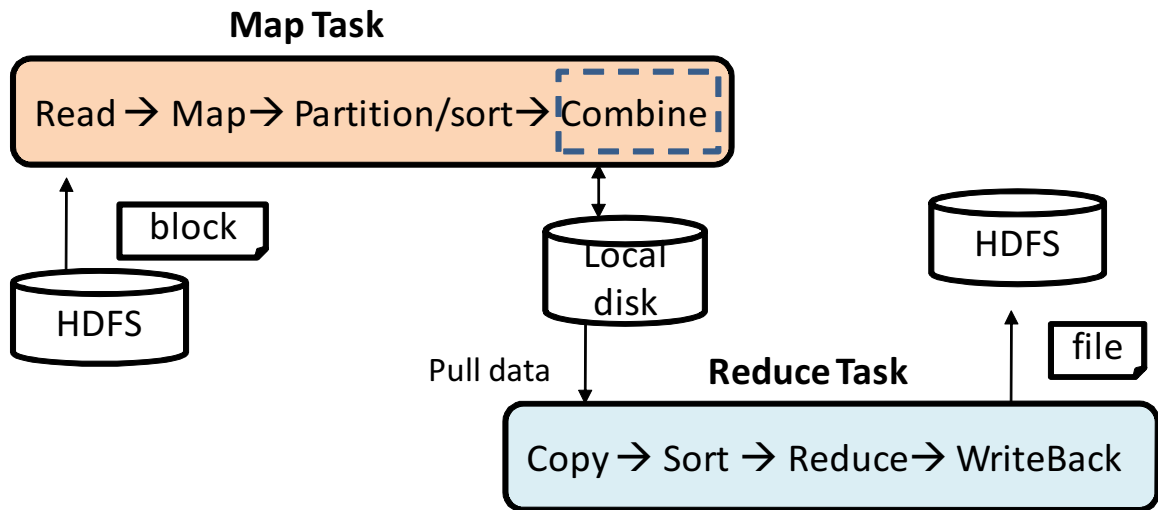 Map Task
Read → Map → Partition/sort → Combine
block
HDFS
Local
disk
HDFS
file
Pull data
Reduce Task
Copy → Sort → Reduce → WriteBack